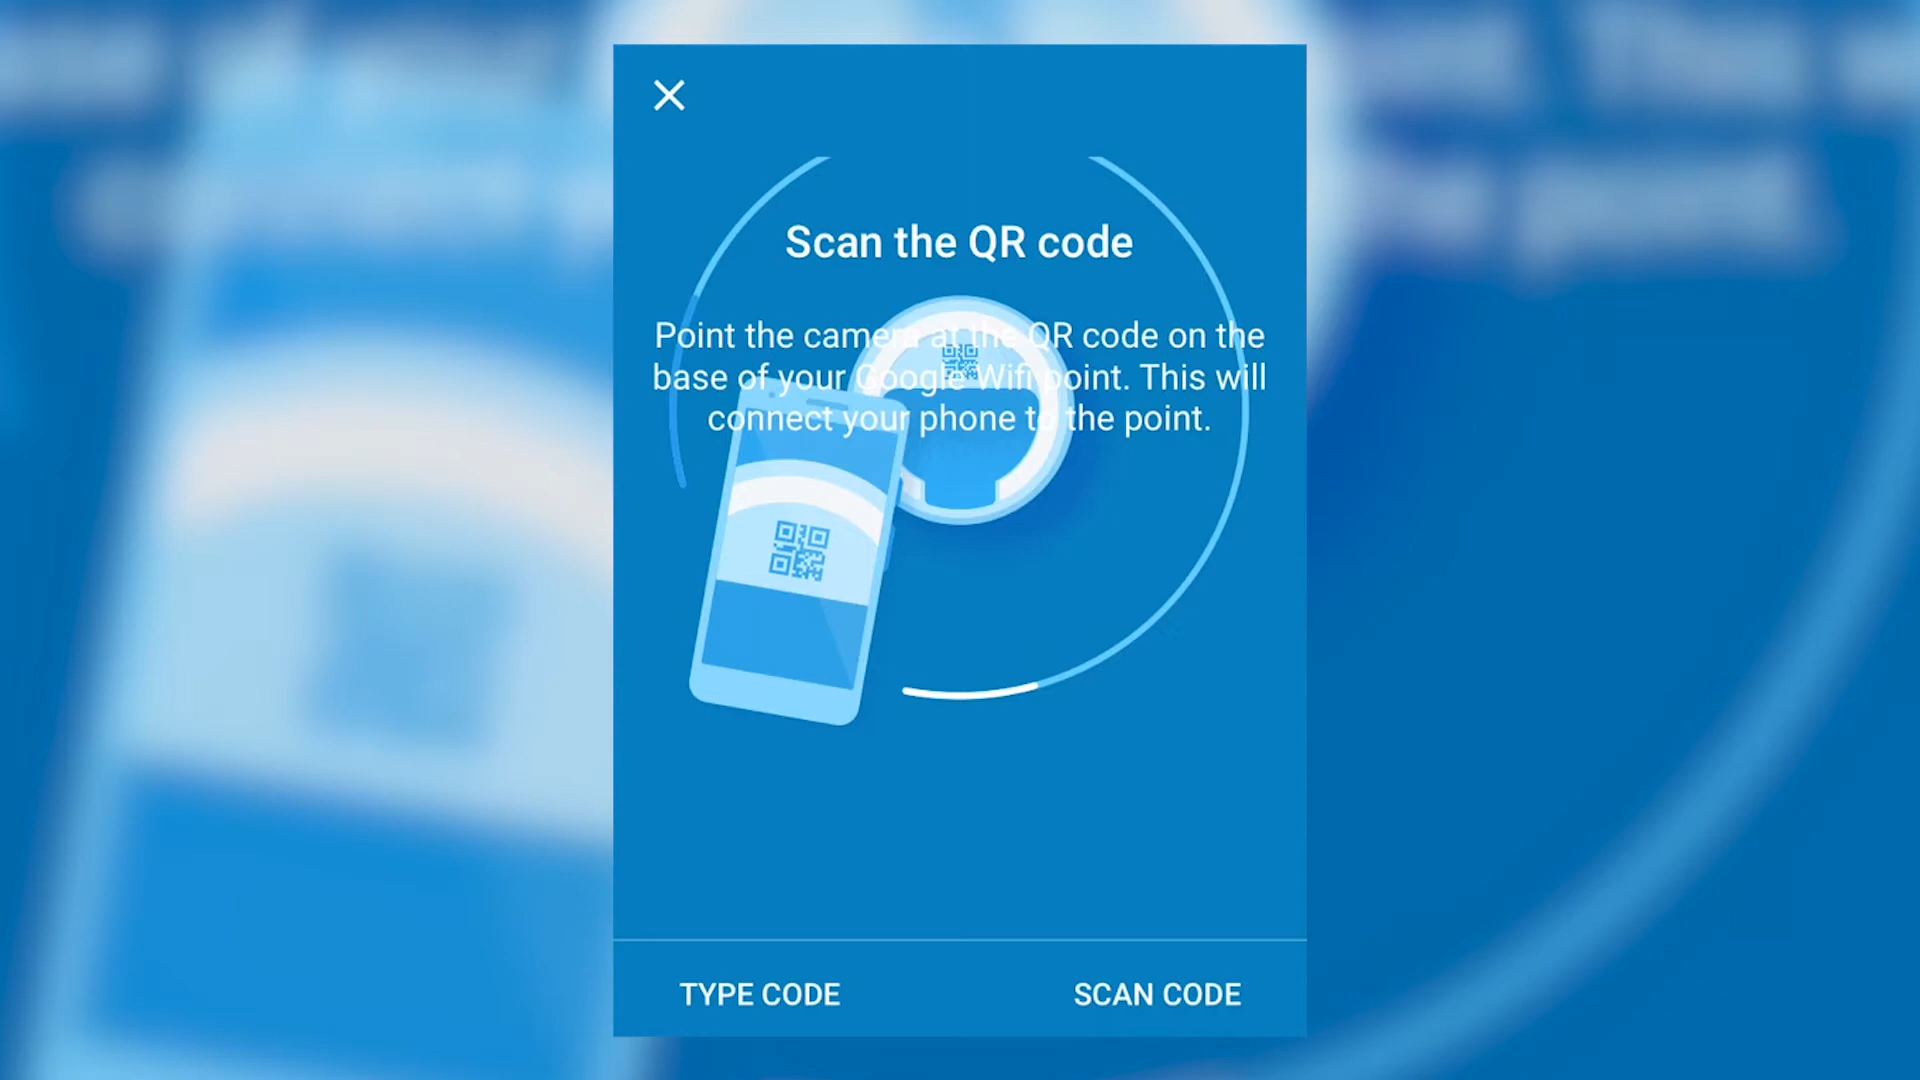 Scan the QR code
Point the camera at the QR code on the
base of your Google Wifi point. This will
connect your phone to the point.
TYPE CODE
SCAN CODE